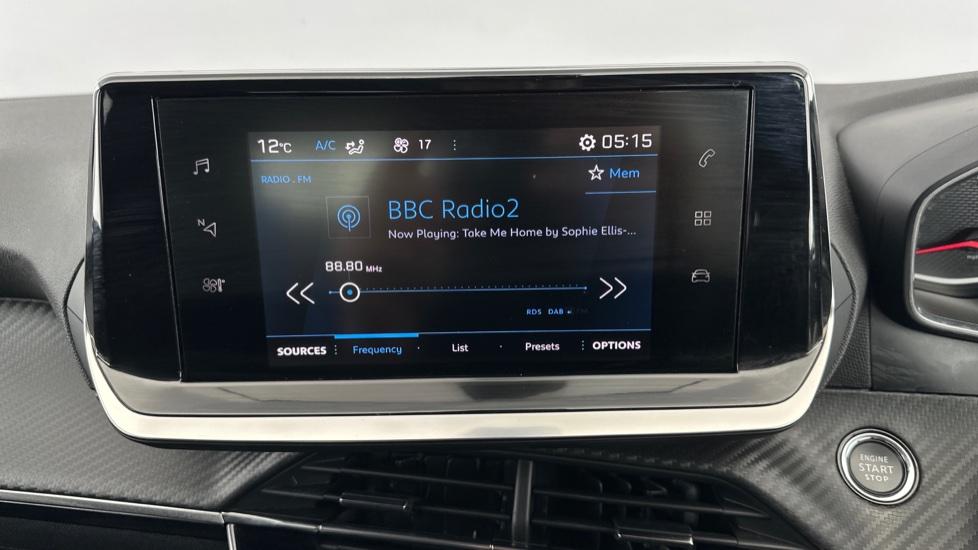 12°C A/C 17 05:15
RADIO . FM
Mem
BBC Radio2
Now Playing: Take Me Home by Sophie Ellis-...
88.80 MHz
RDS DAB
SOURCES Frequency List Presets OPTIONS
N
ENGINE
START
STOP